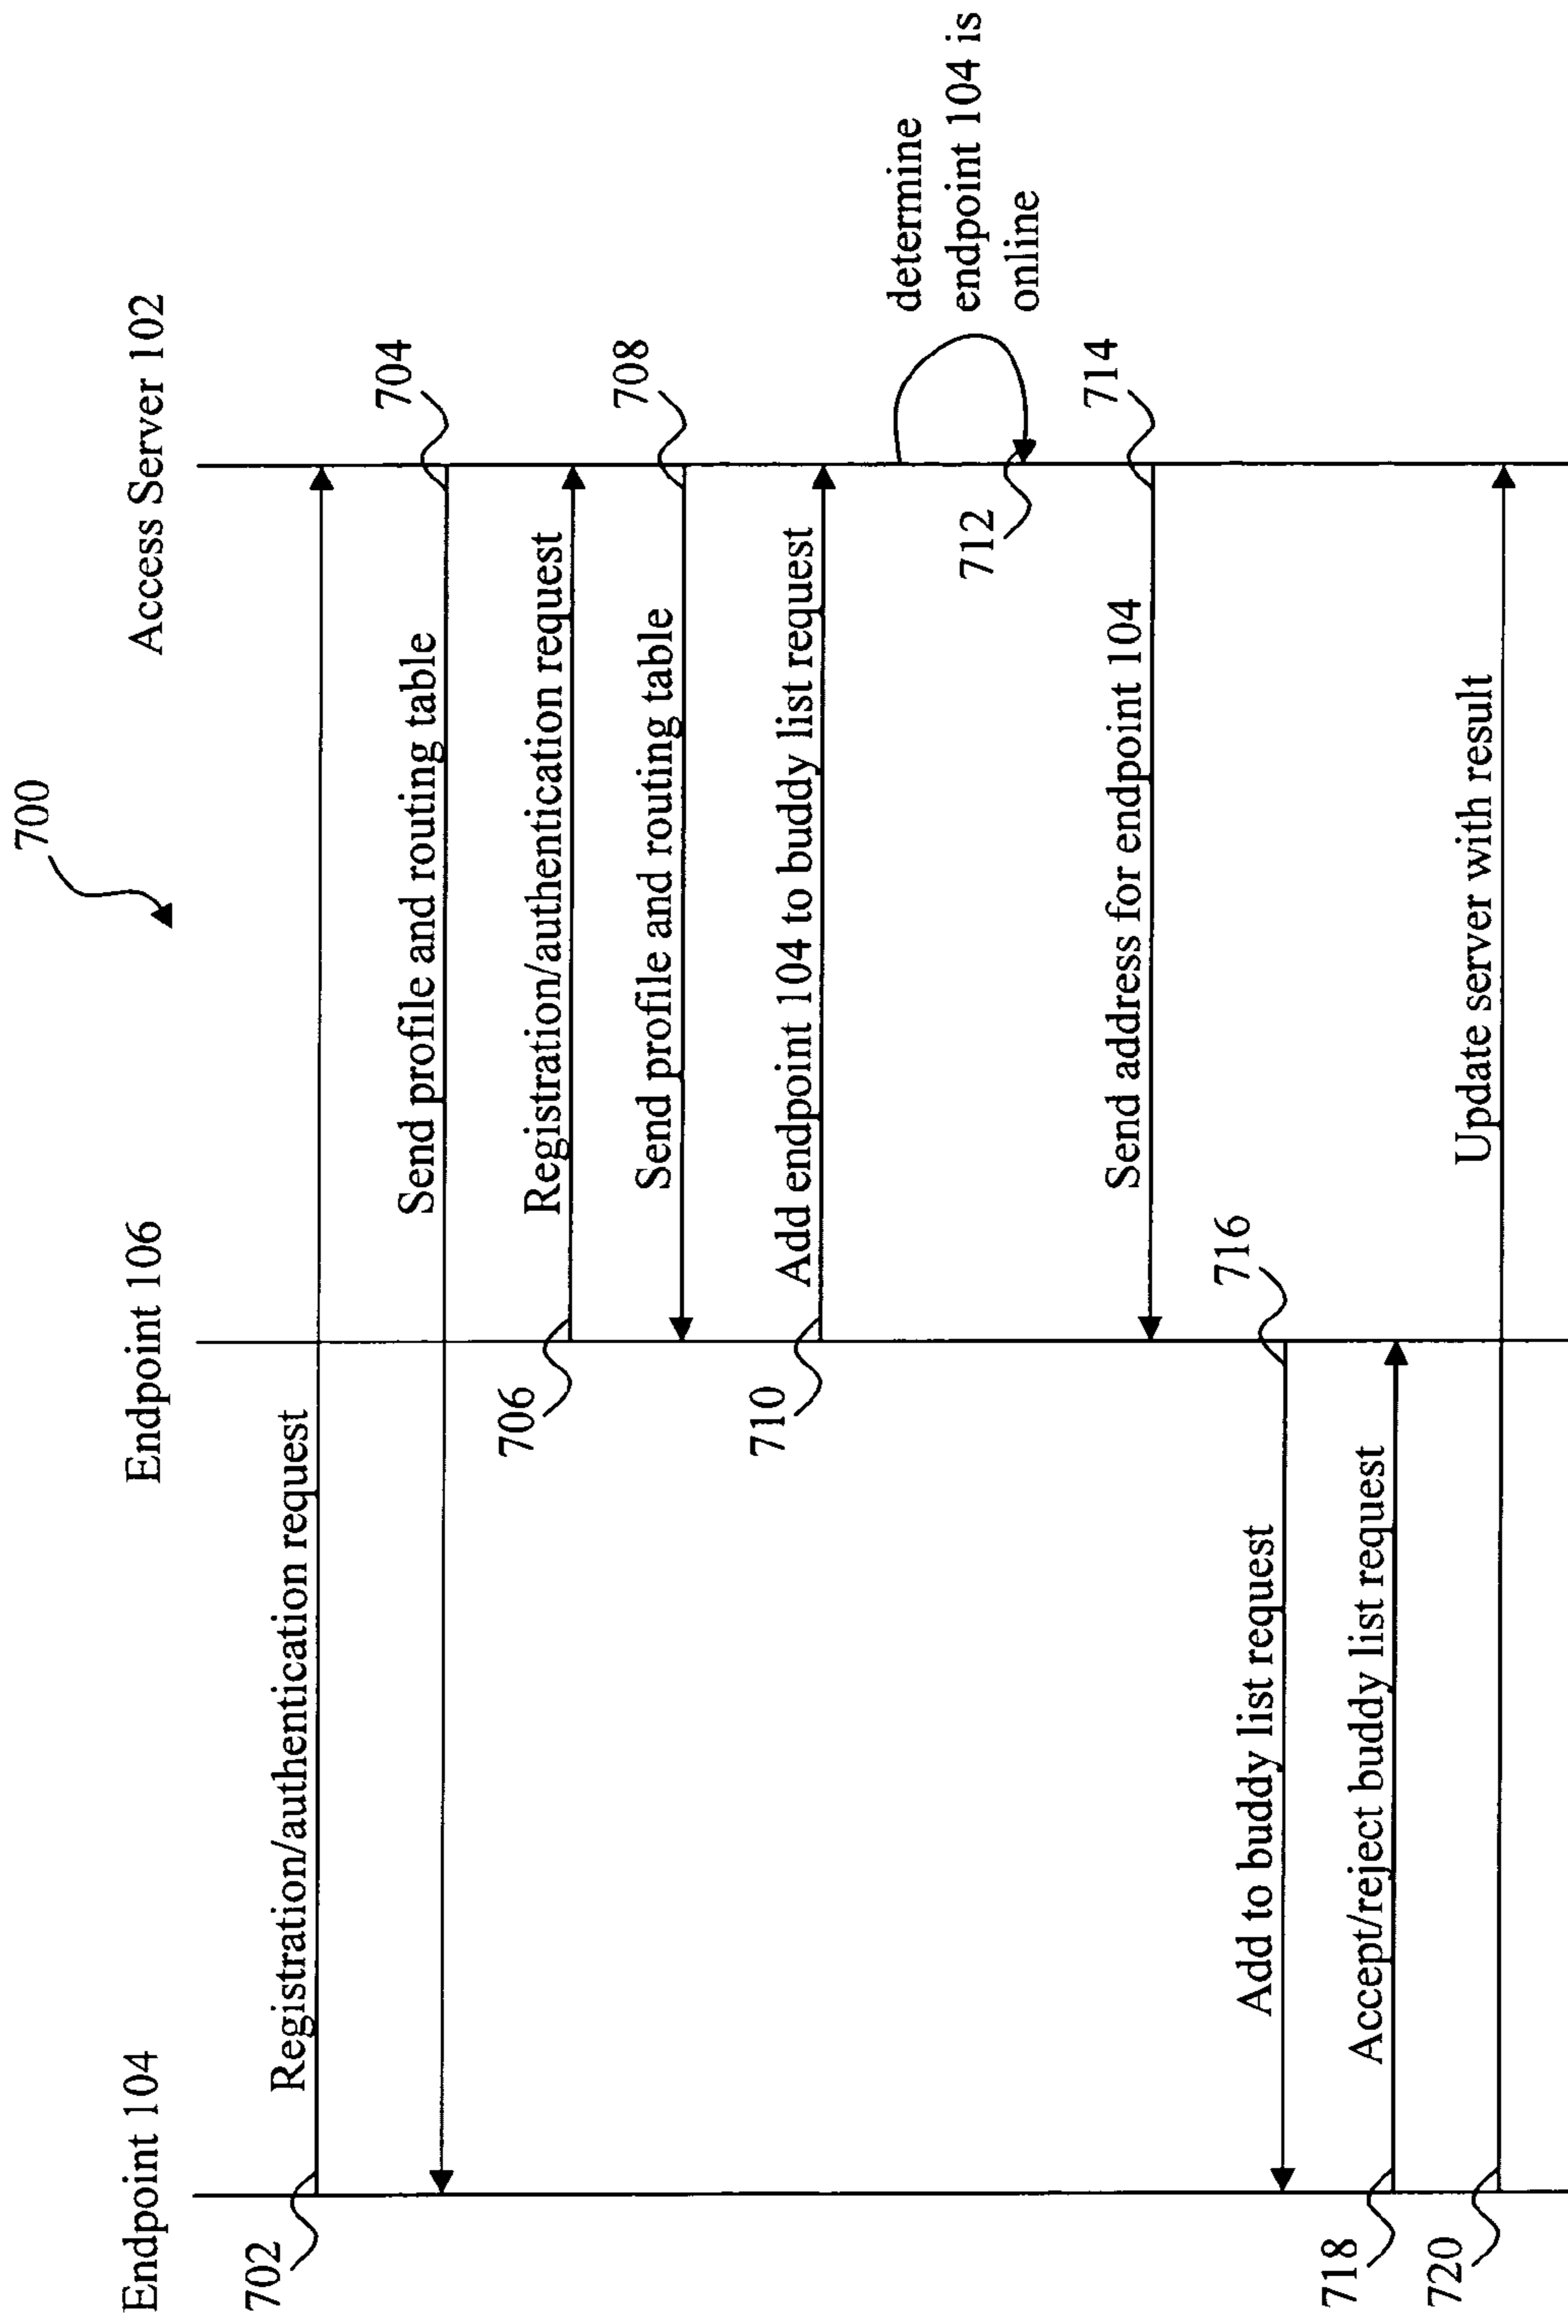 700
Endpoint 104
Endpoint 106
Access Server 102
702
Registration/authentication request
704
Send profile and routing table
706
Registration/authentication request
708
Send profile and routing table
710
Add endpoint 104 to buddy list request
determine
endpoint 104 is
online
712
714
Send address for endpoint 104
716
Add to buddy list request
718
Accept/reject buddy list request
720
Update server with result